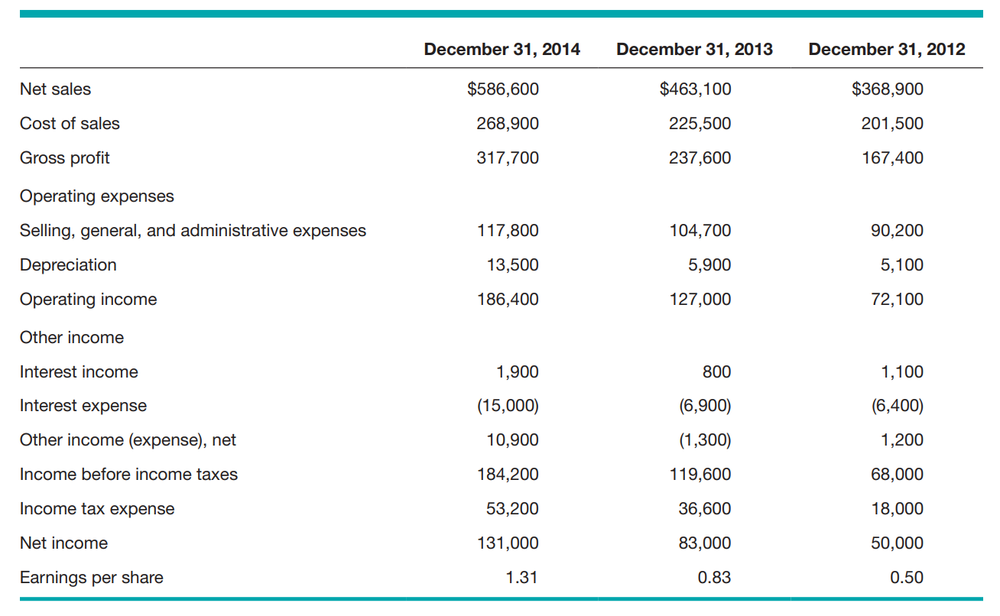 December 31, 2014 December 31, 2013 December 31, 2012
Net sales $586,600 $463,100 $368,900
Cost of sales 268,900 225,500 201,500
Gross profit 317,700 237,600 167,400
Operating expenses
Selling, general, and administrative expenses 117,800 104,700 90,200
Depreciation 13,500 5,900 5,100
Operating income 186,400 127,000 72,100
Other income
Interest income 1,900 800 1,100
Interest expense (15,000) (6,900) (6,400)
Other income (expense), net 10,900 (1,300) 1,200
Income before income taxes 184,200 119,600 68,000
Income tax expense 53,200 36,600 18,000
Net income 131,000 83,000 50,000
Earnings per share 1.31 0.83 0.50